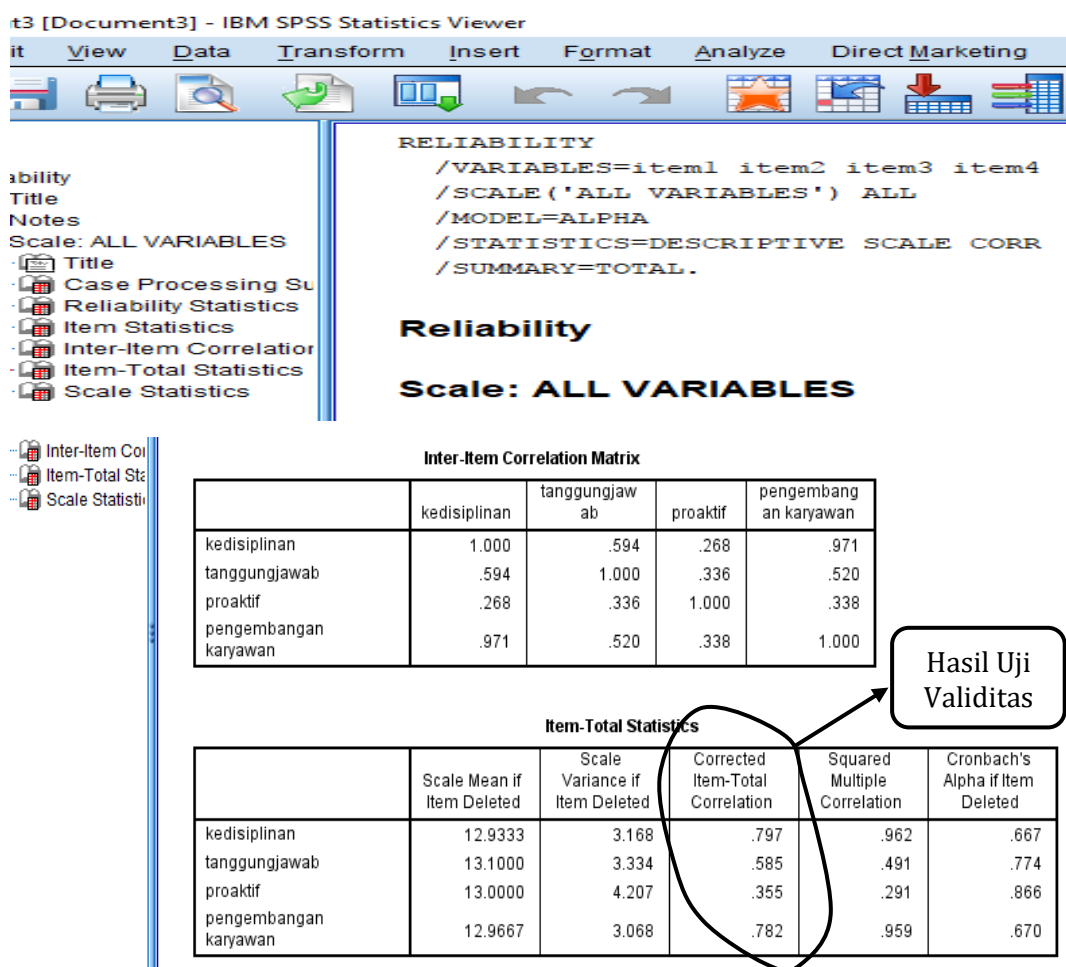 t3 [Document3] - IBM SPSS Statistics Viewer
it View Data Transform Insert Format Analyze Direct Marketing
ability
Title
Notes
Scale: ALL VARIABLES
Title
Case Processing Su
Reliability Statistics
Item Statistics
Inter-Item Correlation
Item-Total Statistics
Scale Statistics
RELIABILITY
/VARIABLES=item1 item2 item3 item4
/SCALE('ALL VARIABLES') ALL
/MODEL=ALPHA
/STATISTICS=DESCRIPTIVE SCALE CORR
/SUMMARY=TOTAL.
Reliability
Scale: ALL VARIABLES
Inter-Item Cor
Item-Total Sta
Scale Statisti
Inter-Item Correlation Matrix
kedisiplinan tanggungjaw ab proaktif pengembang an karyawan
kedisiplinan 1.000 .594 .268 .971
tanggungjawab .594 1.000 .336 .520
proaktif .268 .336 1.000 .338
pengembangan karyawan .971 .520 .338 1.000
Hasil Uji
Validitas
Item-Total Statistics
Scale Mean if Item Deleted Scale Variance if Item Deleted Corrected Item-Total Correlation Squared Multiple Correlation Cronbach's Alpha if Item Deleted
kedisiplinan 12.9333 3.168 .797 .962 .667
tanggungjawab 13.1000 3.334 .585 .491 .774
proaktif 13.0000 4.207 .355 .291 .866
pengembangan karyawan 12.9667 3.068 .782 .959 .670